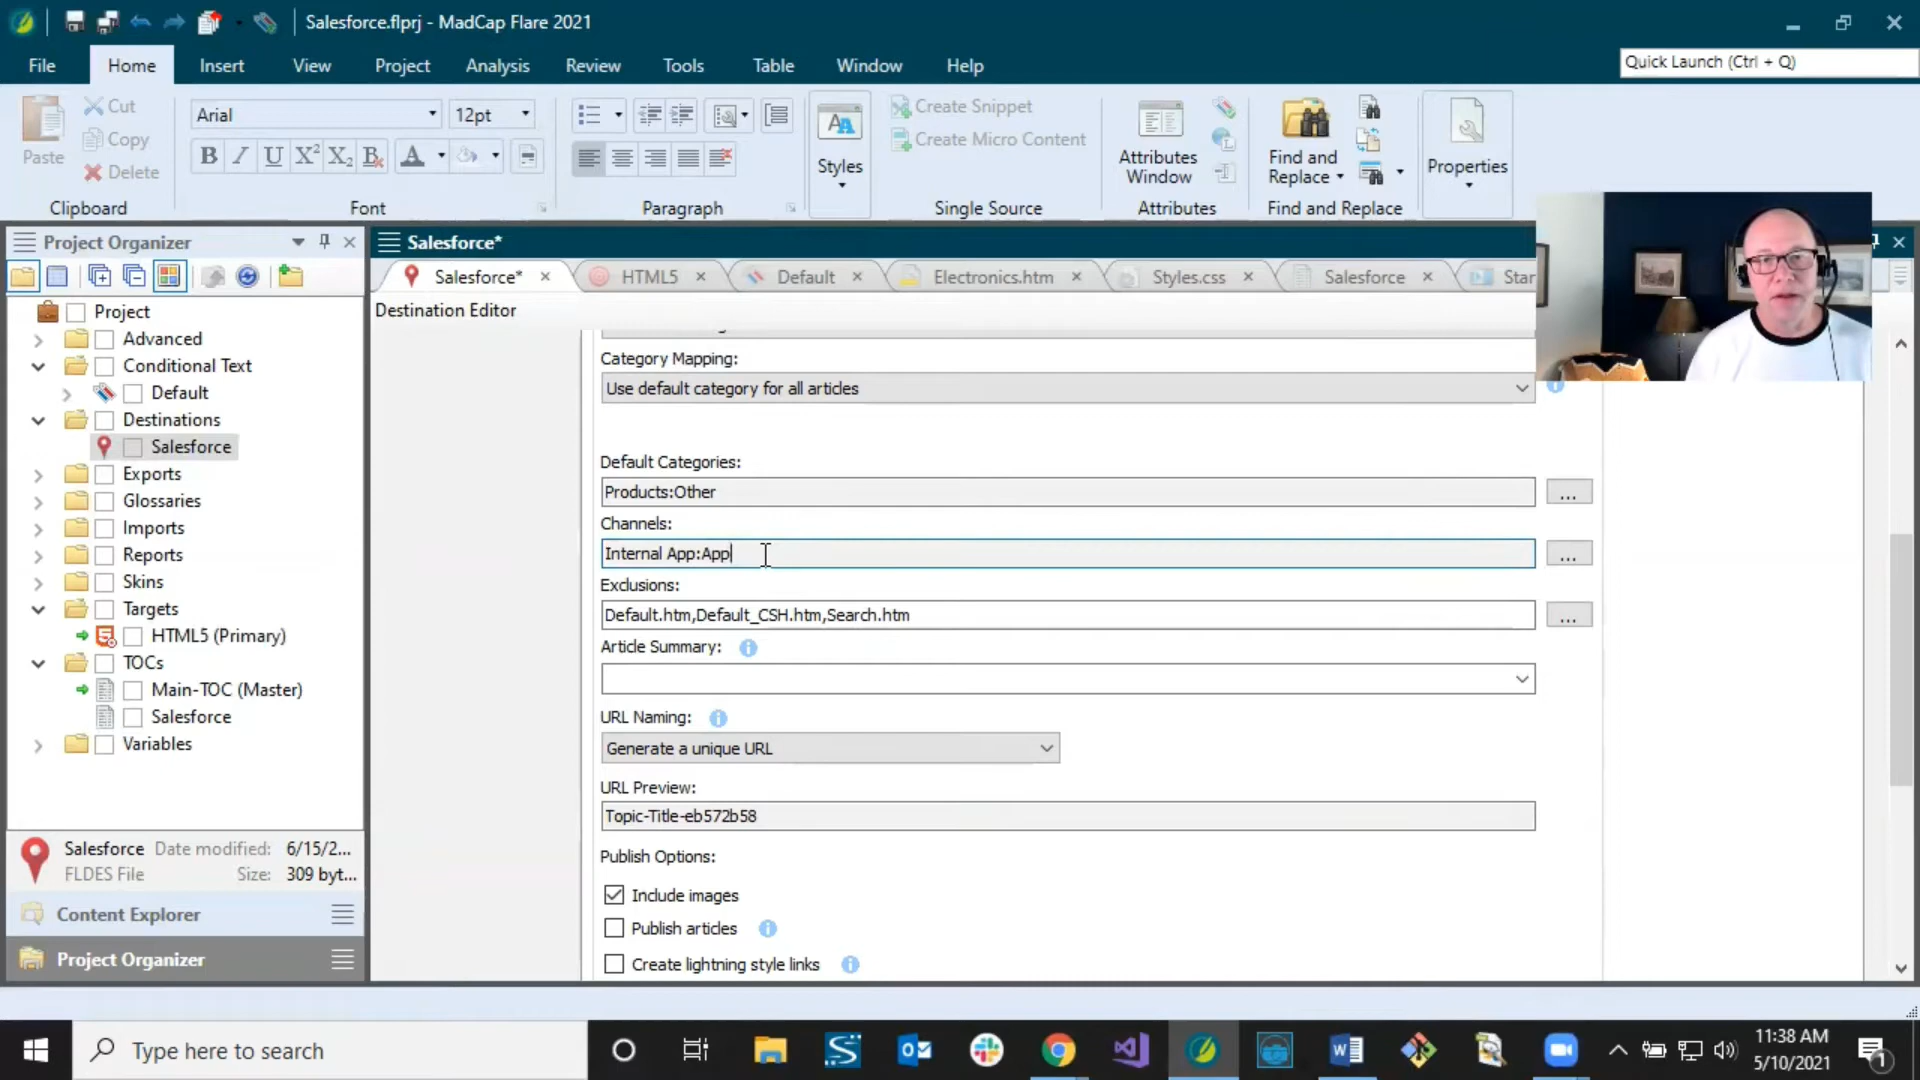 Salesforce.flprj - MadCap Flare 2021
File
Home
Insert
View
Project
Analysis
Review
Tools
Table
Window
Help
Quick Launch (Ctrl + Q)
Paste
Cut
Copy
Delete
Clipboard
Arial
12pt
B I U X² X₂ B
A
Font
Paragraph
Styles
Create Snippet
Create Micro Content
Single Source
Attributes
Window
Attributes
Find and
Replace
Find and Replace
Properties
Project Organizer
Project
Advanced
Conditional Text
Default
Destinations
Salesforce
Exports
Glossaries
Imports
Reports
Skins
Targets
HTML5 (Primary)
TOCs
Main-TOC (Master)
Salesforce
Variables
Salesforce Date modified: 6/15/2...
FLDES File Size: 309 byt...
Content Explorer
Project Organizer
Salesforce*
Salesforce*
HTML5
Default
Electronics.htm
Styles.css
Salesforce
Star
Destination Editor
Category Mapping:
Use default category for all articles
Default Categories:
Products:Other
...
Channels:
Internal App:App
...
Exclusions:
Default.htm,Default_CSH.htm,Search.htm
...
Article Summary:
URL Naming:
Generate a unique URL
URL Preview:
Topic-Title-eb572b58
Publish Options:
Include images
Publish articles
Create lightning style links
Type here to search
11:38 AM
5/10/2021
1